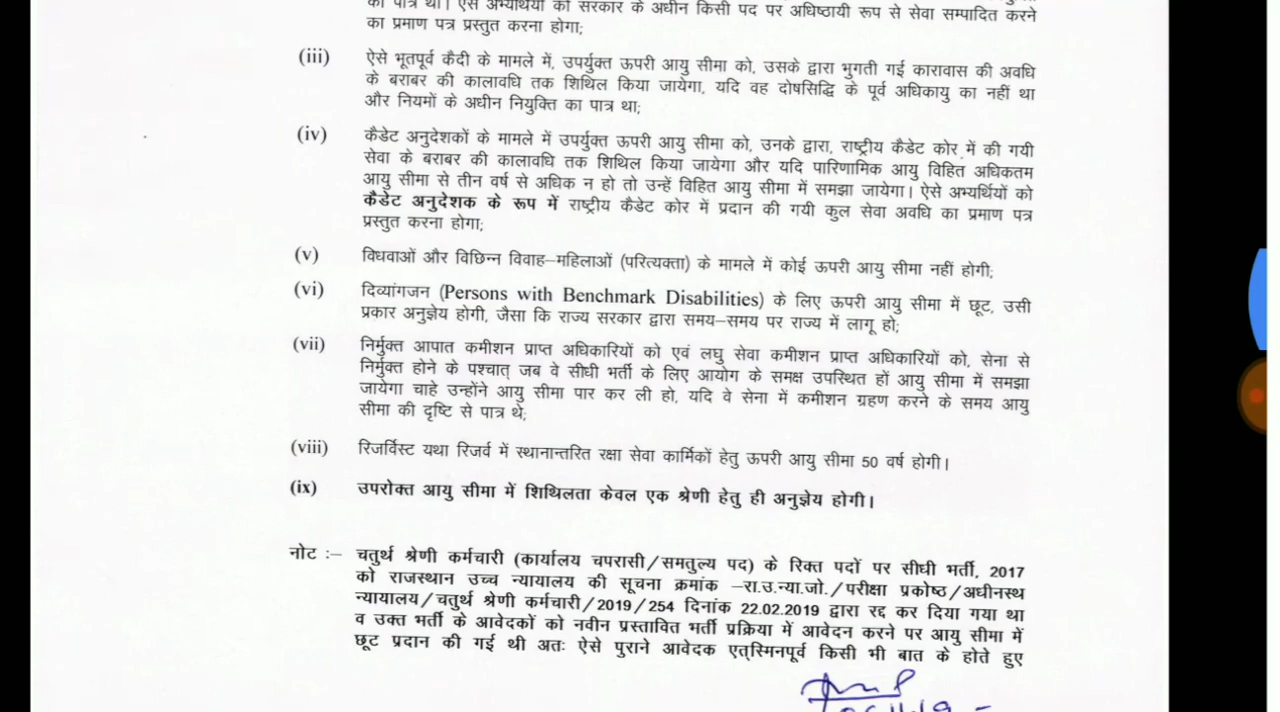 का पात्र था। ऐसे अभ्यर्थियों को सरकार के अधीन किसी पद पर अधिष्ठायी रूप से सेवा सम्पादित करने
का प्रमाण पत्र प्रस्तुत करना होगा;
(iii) ऐसे भूतपूर्व कैदी के मामले में, उपर्युक्त ऊपरी आयु सीमा को, उसके द्वारा भुगती गई कारावास की अवधि
के बराबर की कालावधि तक शिथिल किया जायेगा, यदि वह दोषसिद्धि के पूर्व अधिकायु का नहीं था
और नियमों के अधीन नियुक्ति का पात्र था;
(iv) कैडेट अनुदेशकों के मामले में उपर्युक्त ऊपरी आयु सीमा को, उनके द्वारा, राष्ट्रीय कैडेट कोर में की गयी
सेवा के बराबर की कालावधि तक शिथिल किया जायेगा और यदि पारिणामिक आयु विहित अधिकतम
आयु सीमा से तीन वर्ष से अधिक न हो तो उन्हें विहित आयु सीमा में समझा जायेगा। ऐसे अभ्यर्थियों को
कैडेट अनुदेशक के रूप में राष्ट्रीय कैडेट कोर में प्रदान की गयी कुल सेवा अवधि का प्रमाण पत्र
प्रस्तुत करना होगा;
(v) विधवाओं और विछिन्न विवाह–महिलाओं (परित्यक्ता) के मामले में कोई ऊपरी आयु सीमा नहीं होगी;
(vi) दिव्यांगजन (Persons with Benchmark Disabilities) के लिए ऊपरी आयु सीमा में छूट, उसी
प्रकार अनुज्ञेय होगी, जैसा कि राज्य सरकार द्वारा समय–समय पर राज्य में लागू हो;
(vii) निर्मुक्त आपात कमीशन प्राप्त अधिकारियों को एवं लघु सेवा कमीशन प्राप्त अधिकारियों को, सेना से
निर्मुक्त होने के पश्चात् जब वे सीधी भर्ती के लिए आयोग के समक्ष उपस्थित हों आयु सीमा में समझा
जायेगा चाहे उन्होंने आयु सीमा पार कर ली हो, यदि वे सेना में कमीशन ग्रहण करने के समय आयु
सीमा की दृष्टि से पात्र थे;
(viii) रिजर्विस्ट यथा रिजर्व में स्थानान्तरित रक्षा सेवा कार्मिकों हेतु ऊपरी आयु सीमा 50 वर्ष होगी।
(ix) उपरोक्त आयु सीमा में शिथिलता केवल एक श्रेणी हेतु ही अनुज्ञेय होगी।
नोट :– चतुर्थ श्रेणी कर्मचारी (कार्यालय चपरासी/समतुल्य पद) के रिक्त पदों पर सीधी भर्ती, 2017
को राजस्थान उच्च न्यायालय की सूचना क्रमांक –रा.उ.न्या.जो./परीक्षा प्रकोष्ठ/अधीनस्थ
न्यायालय/चतुर्थ श्रेणी कर्मचारी/2019/254 दिनांक 22.02.2019 द्वारा रद्द कर दिया गया था
व उक्त भर्ती के आवेदकों को नवीन प्रस्तावित भर्ती प्रक्रिया में आवेदन करने पर आयु सीमा में
छूट प्रदान की गई थी अतः ऐसे पुराने आवेदक एत्स्मिनपूर्व किसी भी बात के होते हुए